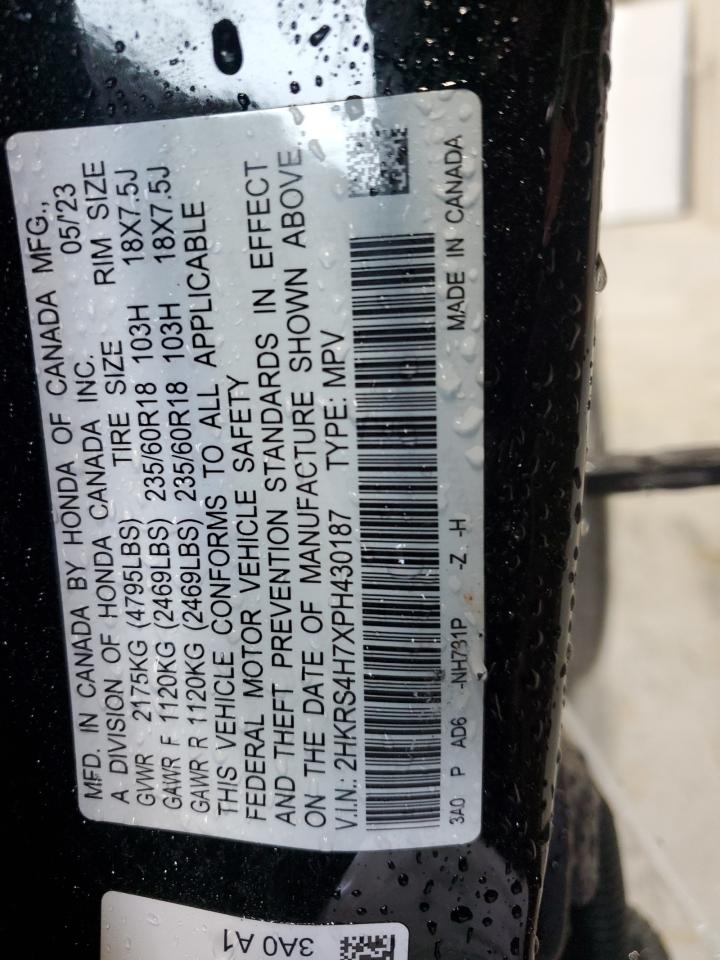 MFD. IN CANADA BY HONDA OF CANADA MFG.,
A DIVISION OF HONDA CANADA INC. 05/'23
GVWR 2175KG (4795LBS) TIRE SIZE RIM SIZE
GAWR F 1120KG (2469LBS) 235/60R18 103H 18X7.5J
GAWR R 1120KG (2469LBS) 235/60R18 103H 18X7.5J
THIS VEHICLE CONFORMS TO ALL APPLICABLE
FEDERAL MOTOR VEHICLE SAFETY
AND THEFT PREVENTION STANDARDS IN EFFECT
ON THE DATE OF MANUFACTURE SHOWN ABOVE.
V.I.N.: 2HKRS4H7XPH430187 TYPE: MPV
3A0 P AD6 -NH731P -Z -H MADE IN CANADA
3A0 A1